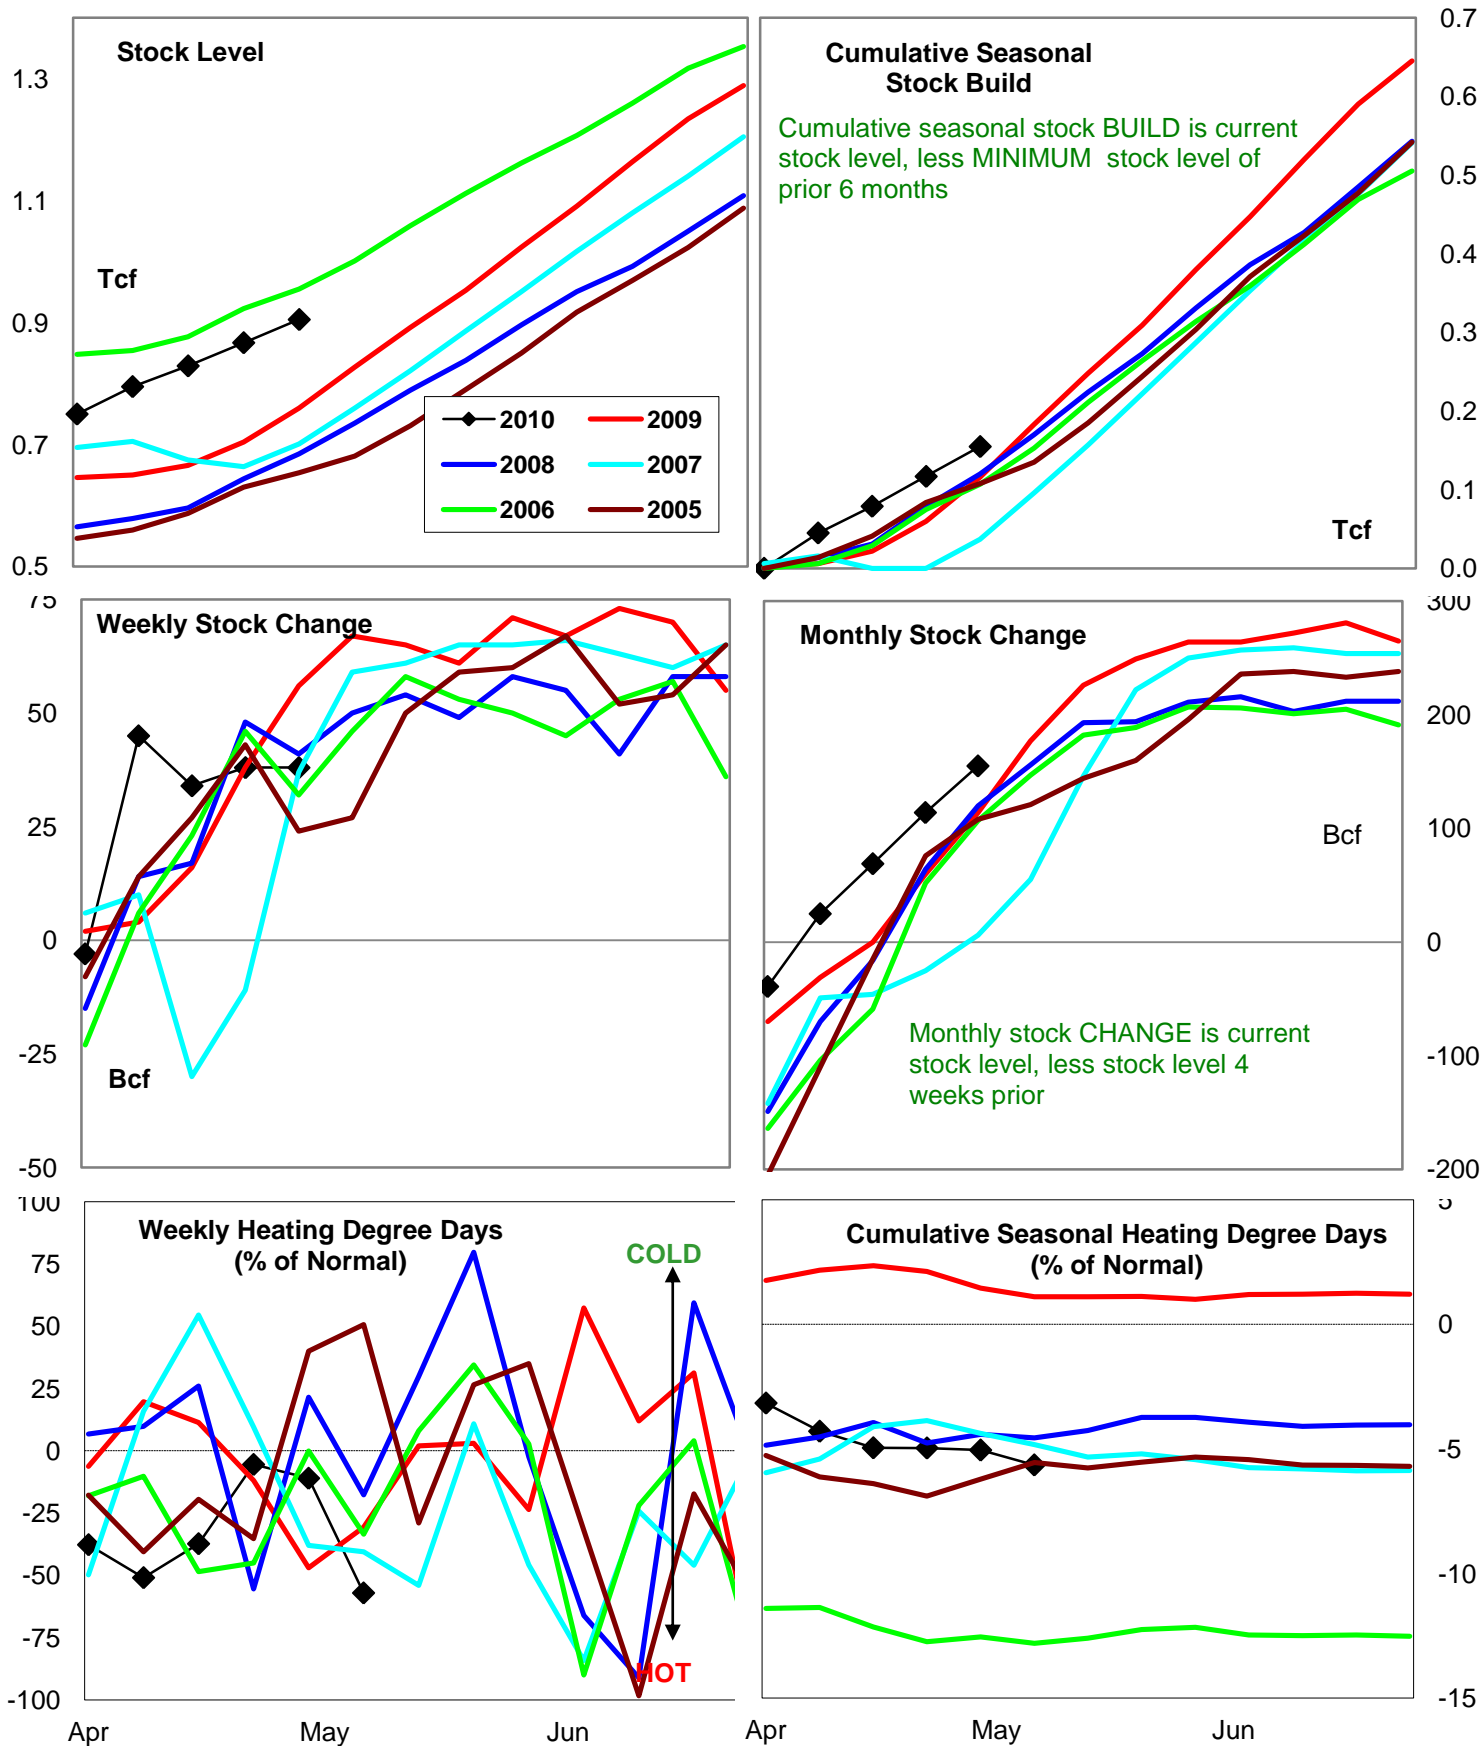 Stock Level
1.3
1.1
Tcf
0.9
0.7
0.5
2010
2009
2008
2007
2006
2005
Cumulative Seasonal
Stock Build
Cumulative seasonal stock BUILD is current
stock level, less MINIMUM stock level of
prior 6 months
0.7
0.6
0.5
0.4
0.3
0.2
0.1
Tcf
0.0
75
Weekly Stock Change
50
25
0
-25
Bcf
-50
300
Monthly Stock Change
200
100
Bcf
0
Monthly stock CHANGE is current
stock level, less stock level 4
weeks prior
-100
-200
100
Weekly Heating Degree Days
(% of Normal)
COLD
75
50
25
0
-25
-50
-75
HOT
-100
Apr
May
Jun
5
Cumulative Seasonal Heating Degree Days
(% of Normal)
0
-5
-10
-15
Apr
May
Jun